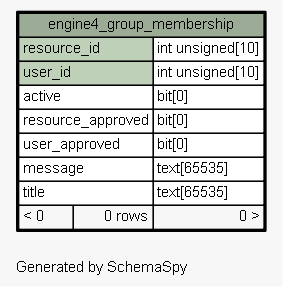 engine4_group_membership
resource_id int unsigned[10]
user_id int unsigned[10]
active bit[0]
resource_approved bit[0]
user_approved bit[0]
message text[65535]
title text[65535]
< 0 0 rows 0 >
Generated by SchemaSpy